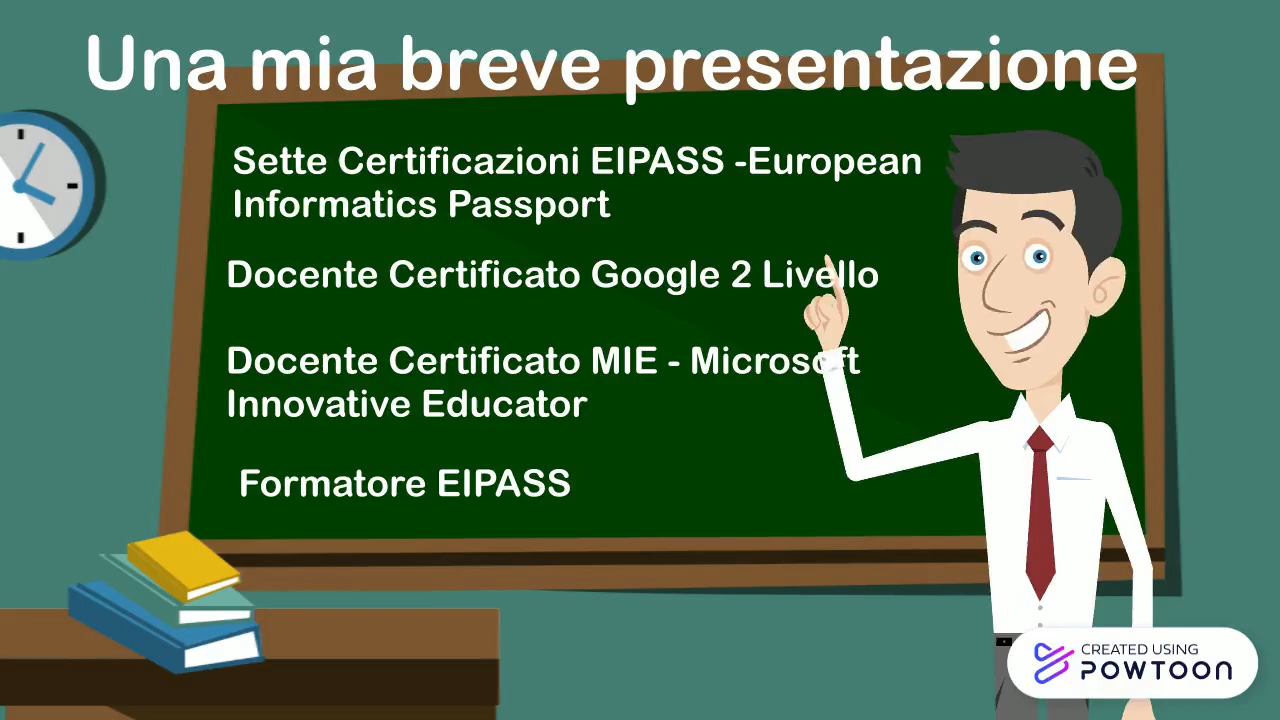 Una mia breve presentazione
Sette Certificazioni EIPASS -European
Informatics Passport
Docente Certificato Google 2 Livello
Docente Certificato MIE - Microsoft
Innovative Educator
Formatore EIPASS
CREATED USING
POWTOON